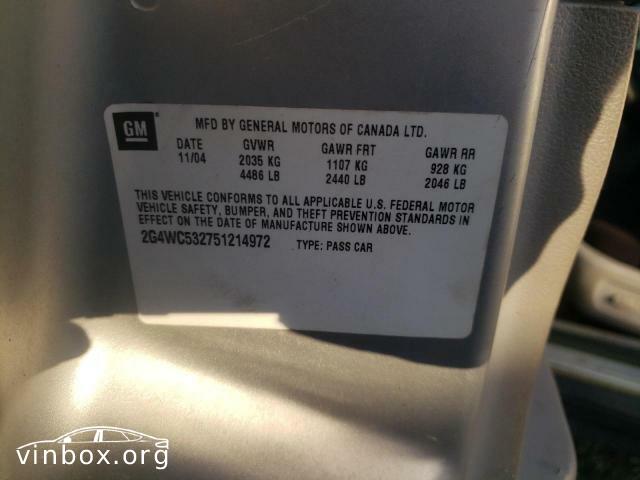 GM
MFD BY GENERAL MOTORS OF CANADA LTD.
DATE GVWR GAWR FRT GAWR RR
11/04 2035 KG 1107 KG 928 KG
4486 LB 2440 LB 2046 LB
THIS VEHICLE CONFORMS TO ALL APPLICABLE U.S. FEDERAL MOTOR
VEHICLE SAFETY, BUMPER, AND THEFT PREVENTION STANDARDS IN
EFFECT ON THE DATE OF MANUFACTURE SHOWN ABOVE.
2G4WC532751214972 TYPE: PASS CAR
vinbox.org